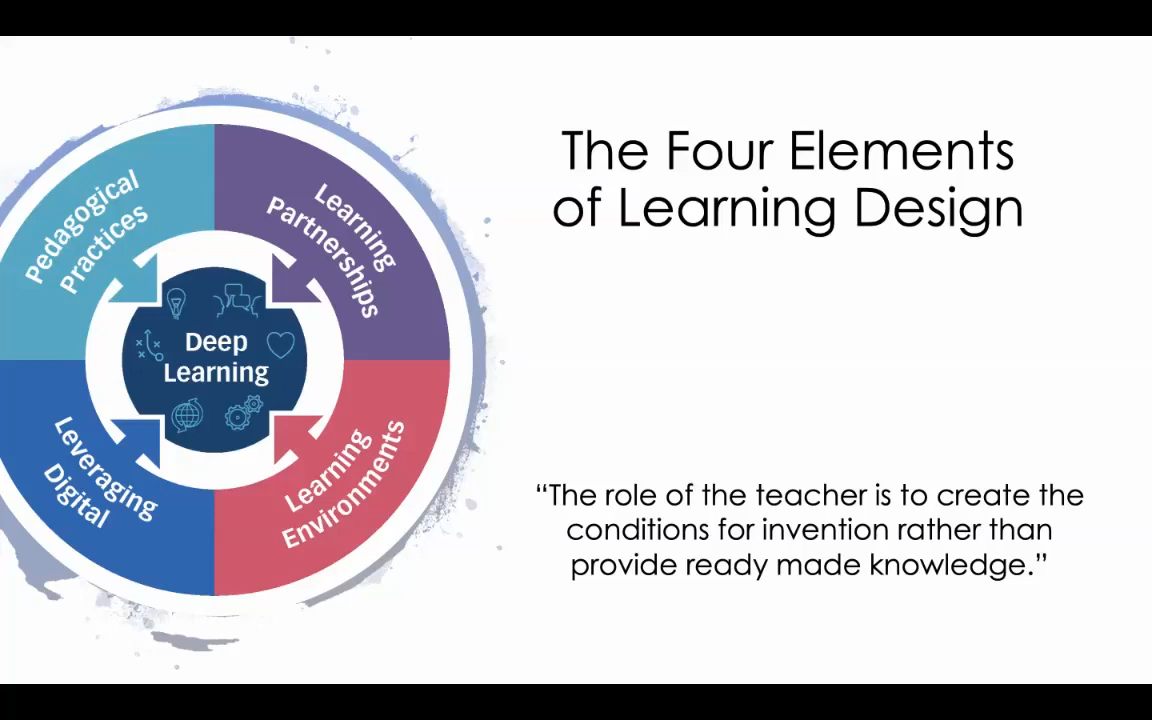 The Four Elements
of Learning Design
Pedagogical
Practices
Learning
Partnerships
Deep
Learning
Leveraging
Digital
Learning
Environments
“The role of the teacher is to create the
conditions for invention rather than
provide ready made knowledge.”